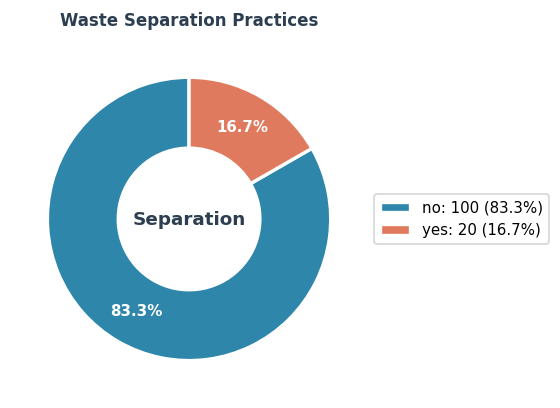 Waste Separation Practices
16.7%
Separation
83.3%
no: 100 (83.3%)
yes: 20 (16.7%)